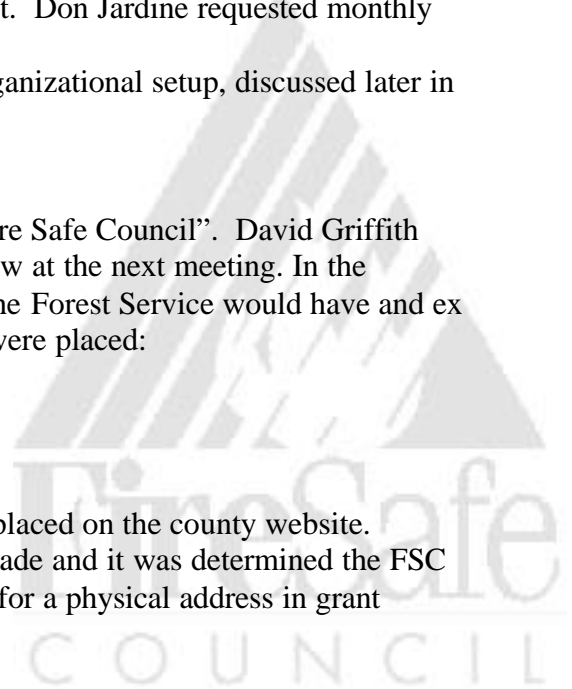 t.  Don Jardine requested monthly
ganizational setup, discussed later in
re Safe Council”.  David Griffith
w at the next meeting. In the
ne Forest Service would have and ex
were placed:
placed on the county website.
ade and it was determined the FSC
for a physical address in grant
FireSafe
COUNCIL